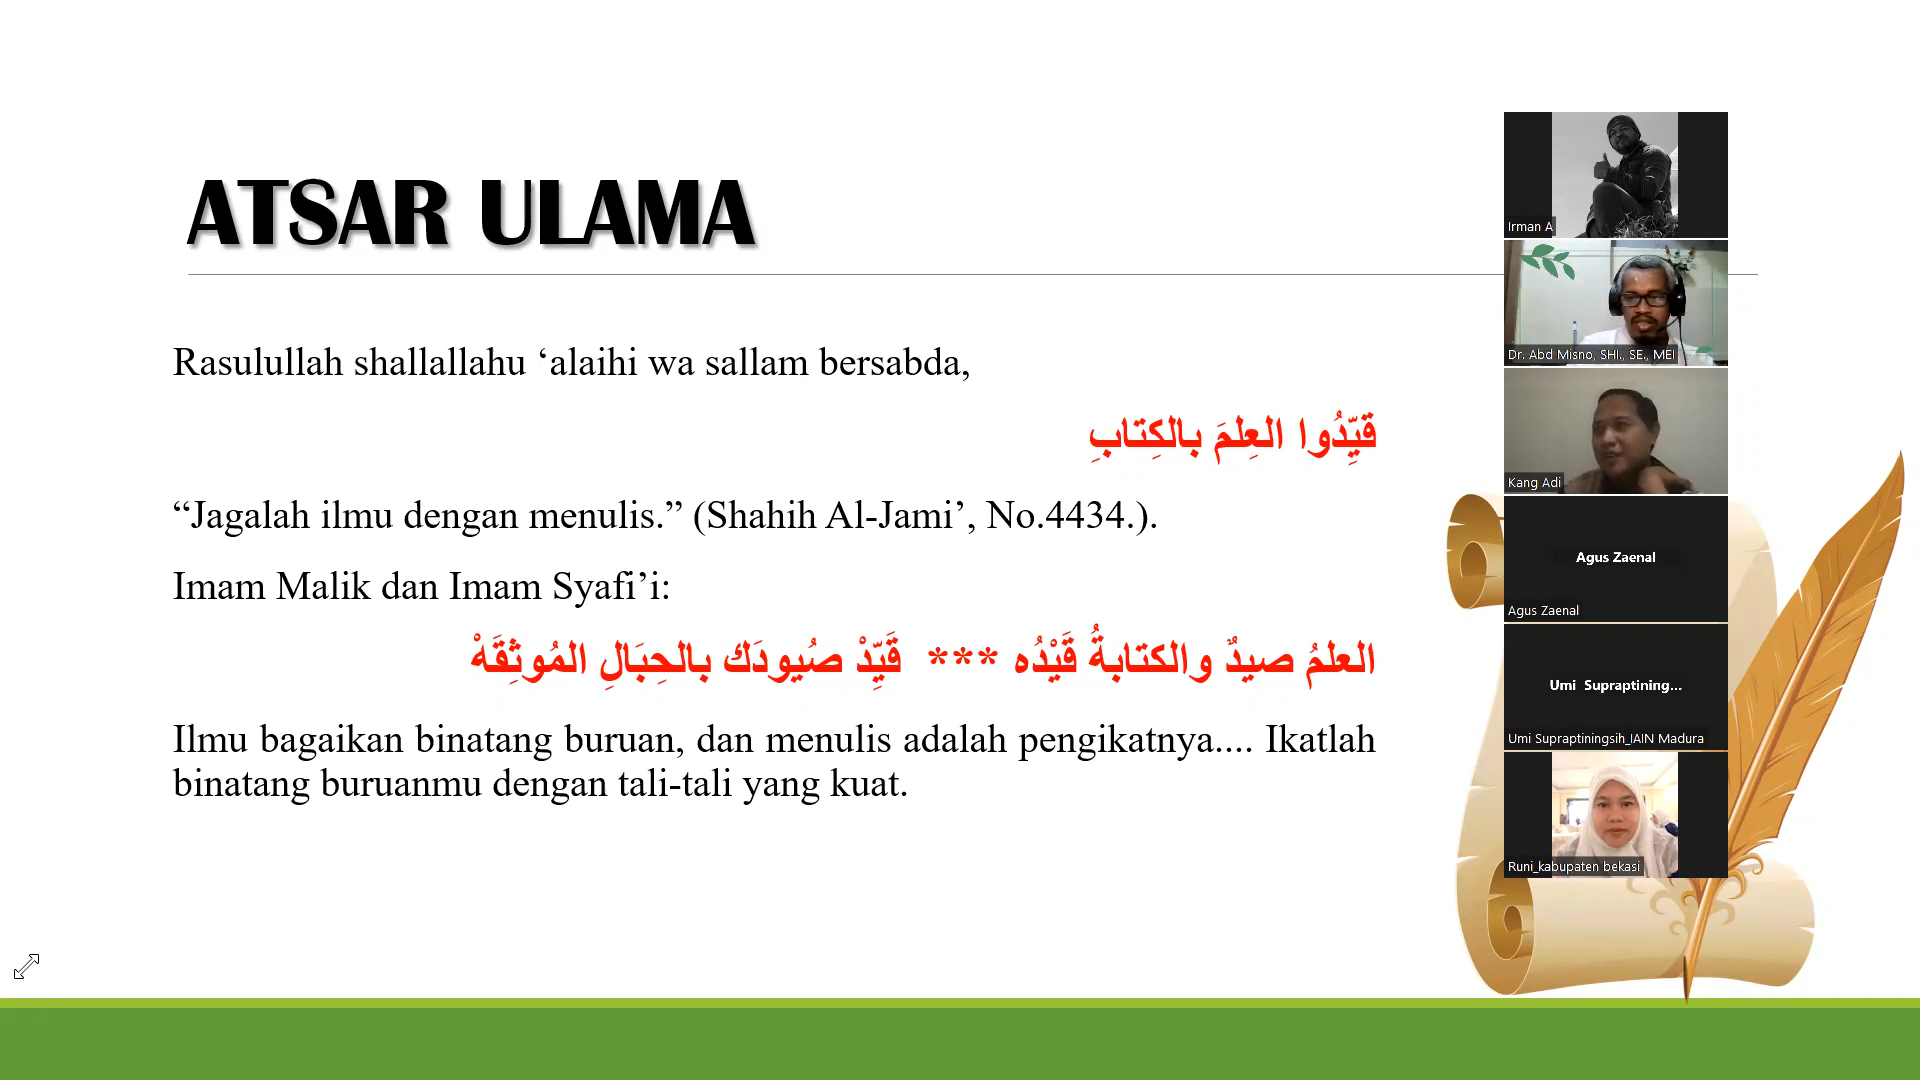 ATSAR ULAMA
Rasulullah shallallahu ‘alaihi wa sallam bersabda,
قيِّدُوا العِلمَ بالكِتابِ
“Jagalah ilmu dengan menulis.” (Shahih Al-Jami’, No.4434.).
Imam Malik dan Imam Syafi’i:
العلمُ صيدٌ والكتابةُ قَيْدُه *** قَيِّدْ صُيودَك بالحِبَالِ المُوثِقَهْ
Ilmu bagaikan binatang buruan, dan menulis adalah pengikatnya.... Ikatlah
binatang buruanmu dengan tali-tali yang kuat.
Irman A
Dr. Abd Misno, SHI., SE., MEI
Kang Adi
Agus Zaenal
Agus Zaenal
Umi Supraptining...
Umi Supraptiningsih_IAIN Madura
Runi_kabupaten bekasi